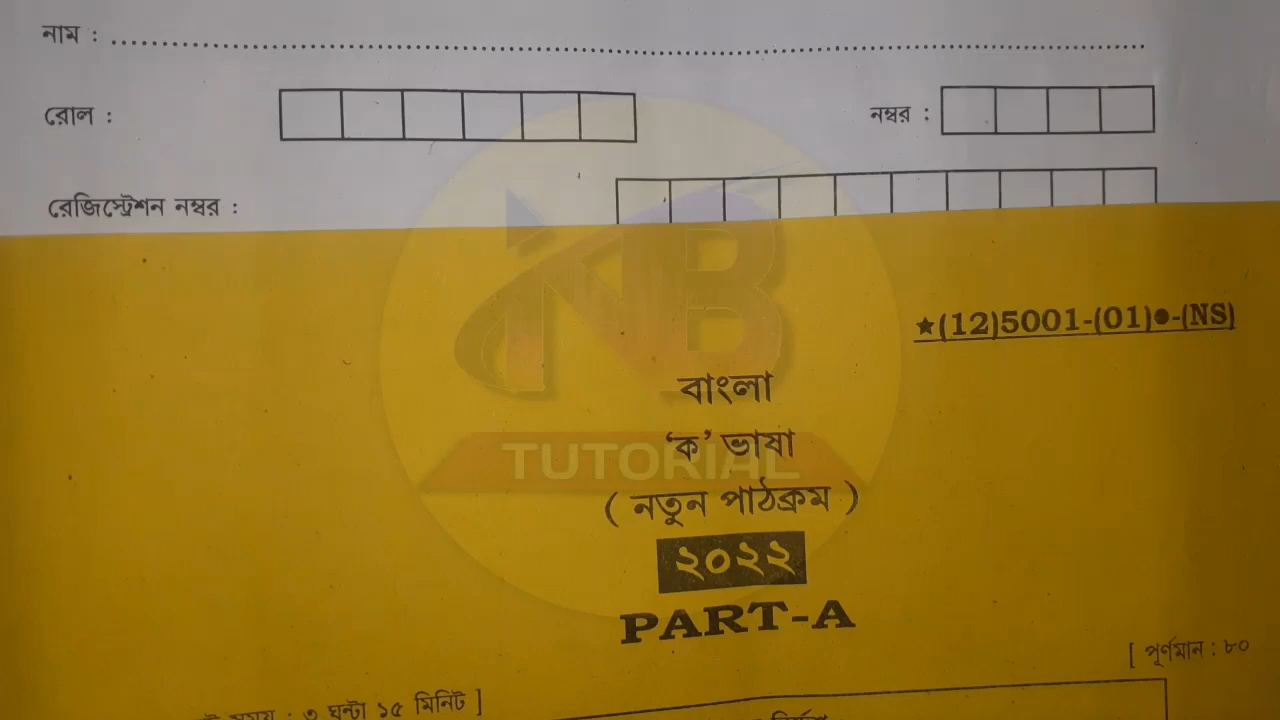 নাম : ................................................
রোল :
নম্বর :
রেজিস্ট্রেশন নম্বর :
★(12)5001-(01)●-(NS)
NB
বাংলা
‘ক’ ভাষা
TUTORIAL
( নতুন পাঠক্রম )
২০২২
PART-A
[ পূর্ণমান : ৮০
সময় : ৩ ঘন্টা ১৫ মিনিট ]